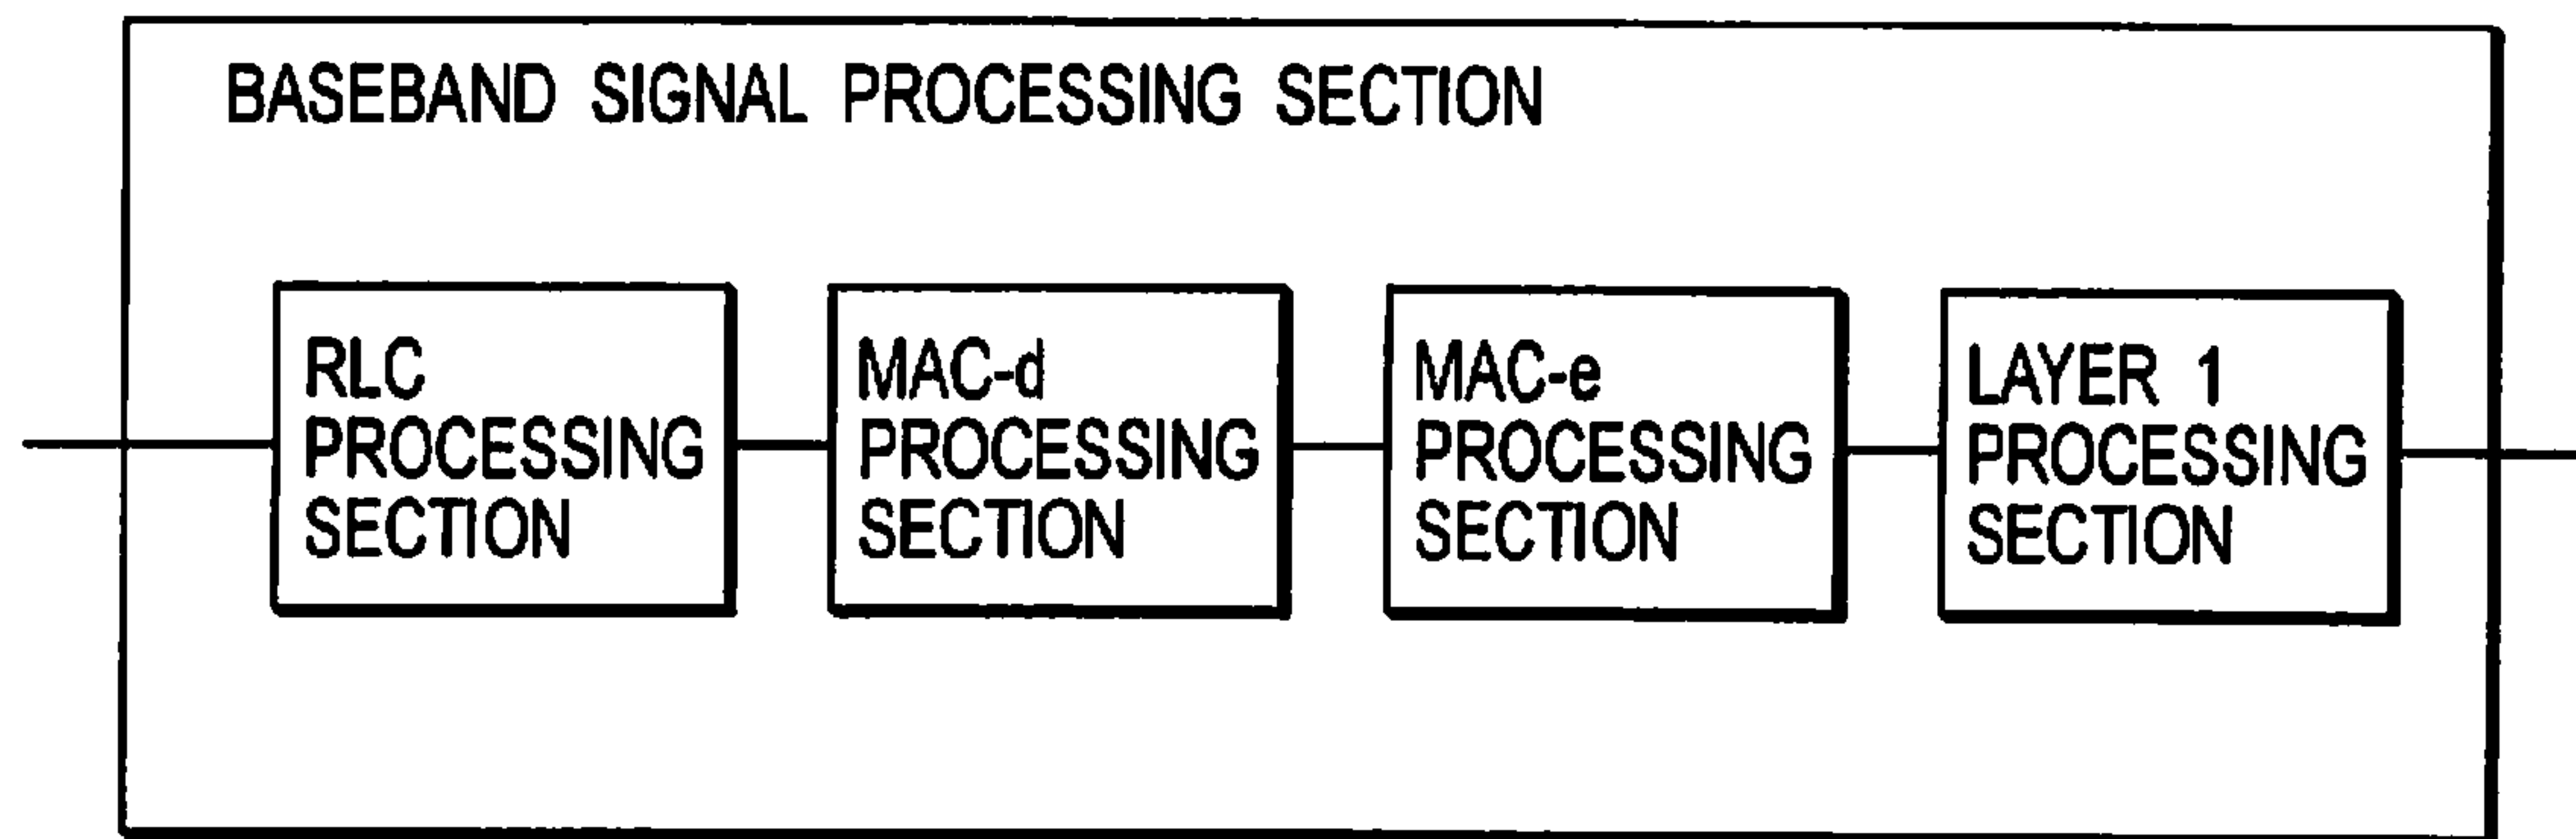 BASEBAND SIGNAL PROCESSING SECTION
RLC
PROCESSING
SECTION
MAC-d
PROCESSING
SECTION
MAC-e
PROCESSING
SECTION
LAYER 1
PROCESSING
SECTION